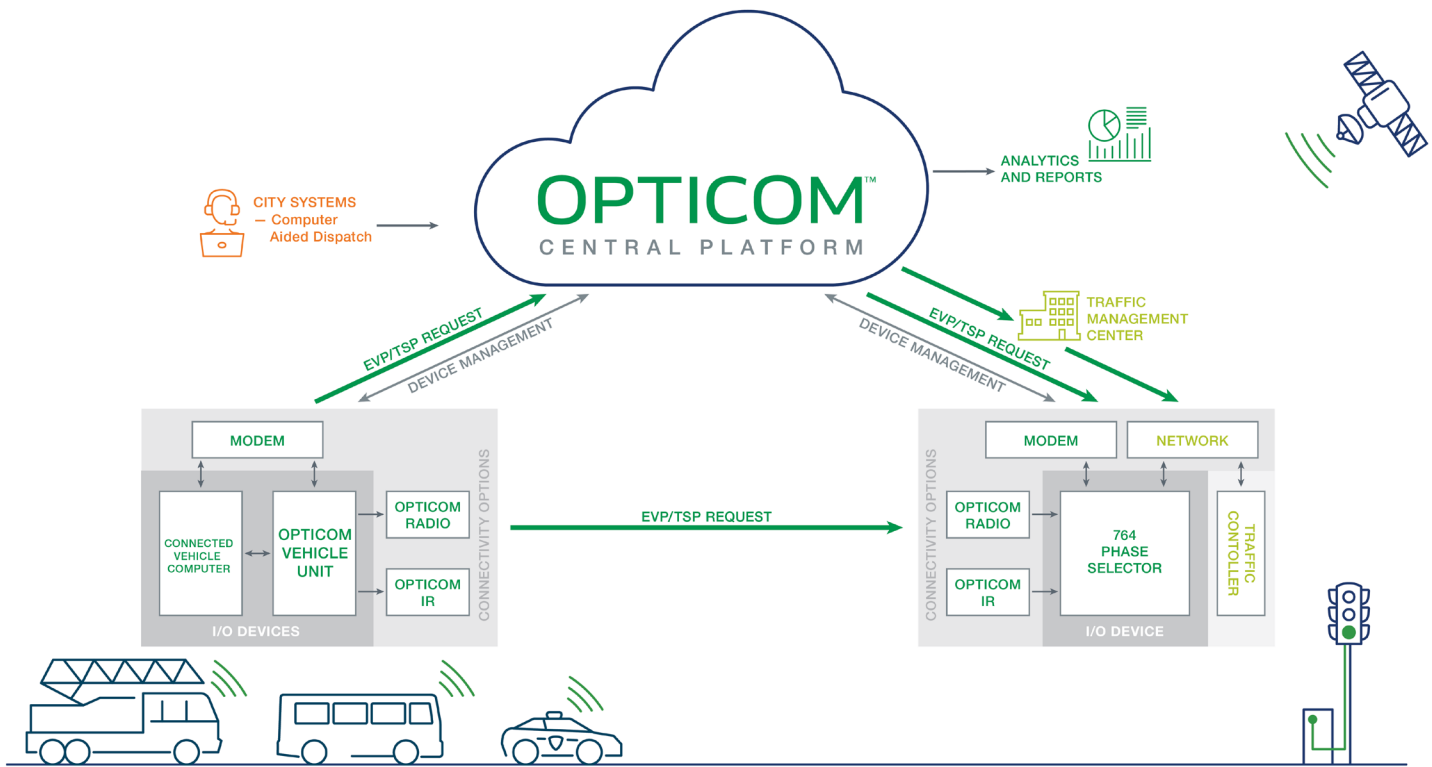 OPTICOM™
CENTRAL PLATFORM
CITY SYSTEMS
— Computer
Aided Dispatch
ANALYTICS
AND REPORTS
TRAFFIC
MANAGEMENT
CENTER
EVP/TSP REQUEST
DEVICE MANAGEMENT
EVP/TSP REQUEST
DEVICE MANAGEMENT
MODEM
CONNECTED
VEHICLE
COMPUTER
OPTICOM
VEHICLE
UNIT
OPTICOM
RADIO
OPTICOM
IR
CONNECTIVITY OPTIONS
I/O DEVICES
EVP/TSP REQUEST
CONNECTIVITY OPTIONS
MODEM
NETWORK
OPTICOM
RADIO
OPTICOM
IR
764
PHASE
SELECTOR
TRAFFIC
CONTOLLER
I/O DEVICE